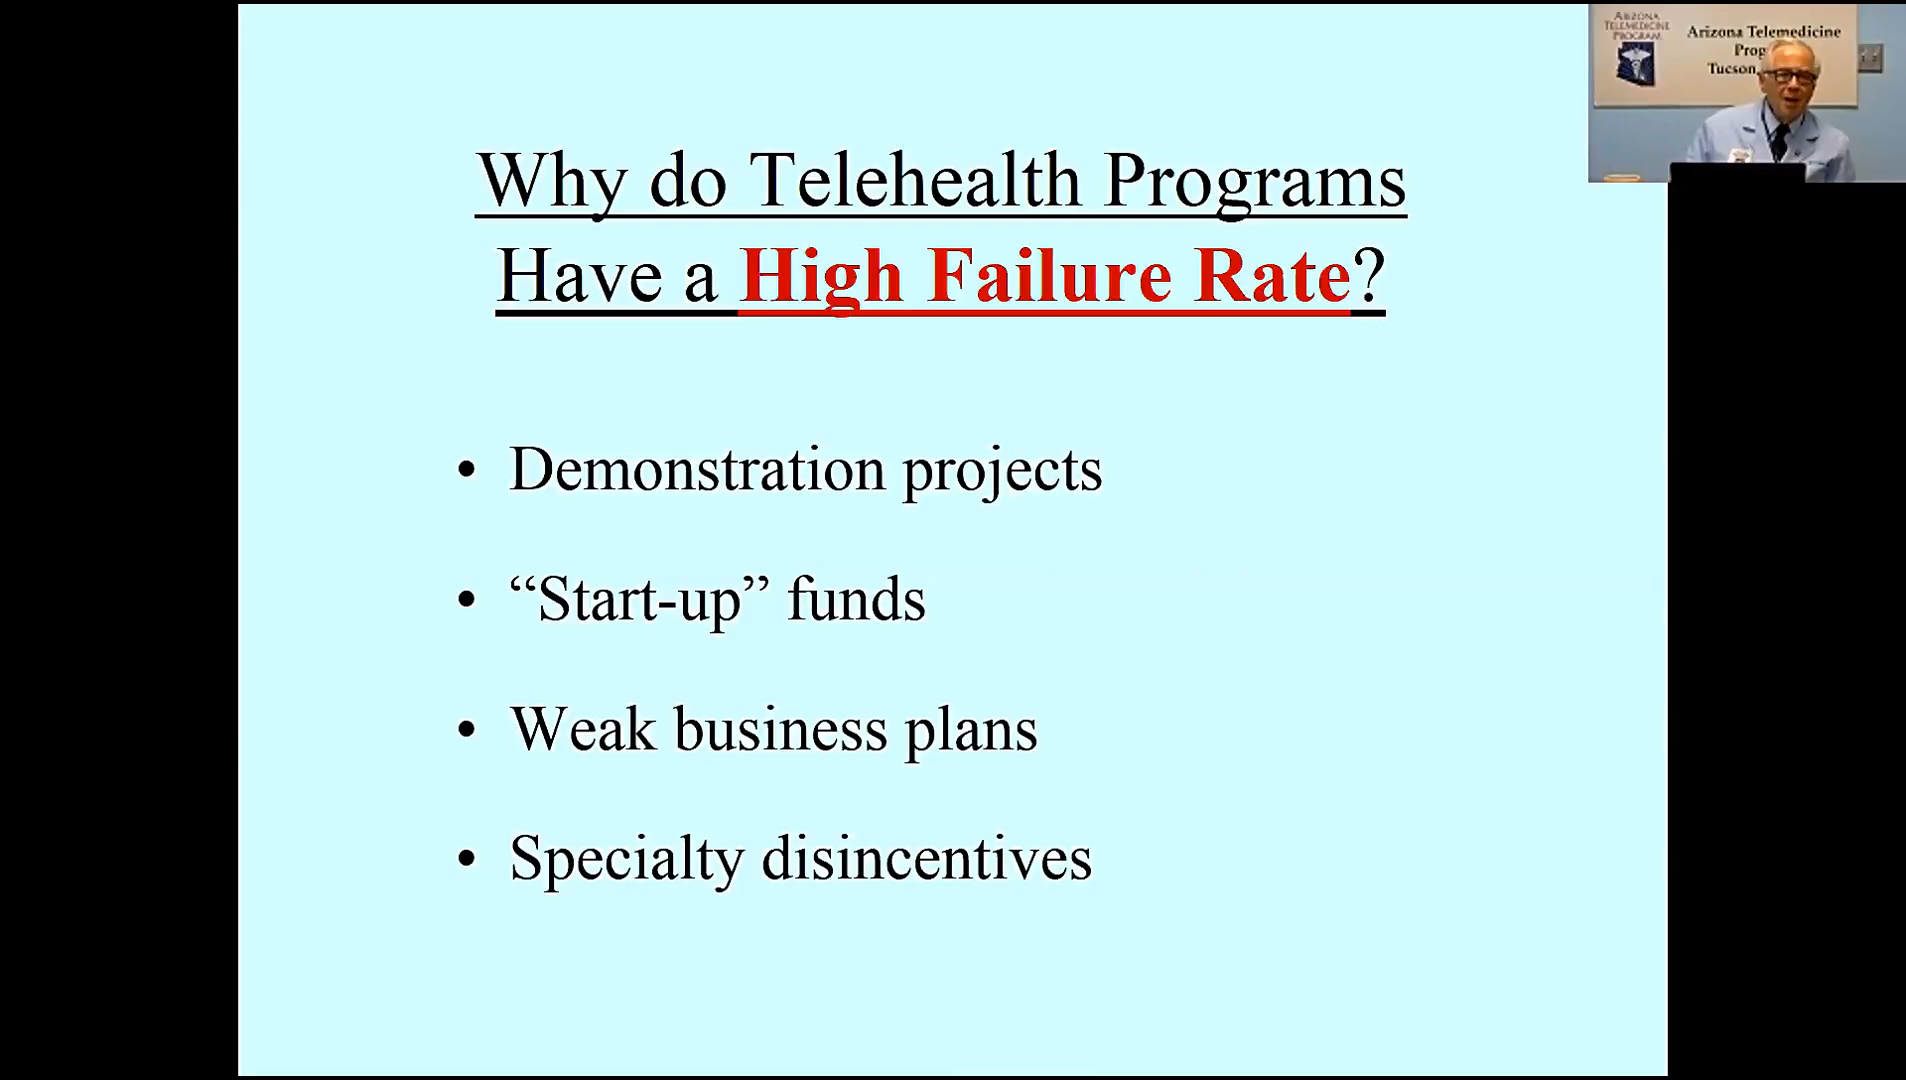 Why do Telehealth Programs
Have a High Failure Rate?
• Demonstration projects
• “Start-up” funds
• Weak business plans
• Specialty disincentives
ARIZONA
TELEMEDICINE
PROGRAM
Arizona Telemedicine
Prog
Tucson,